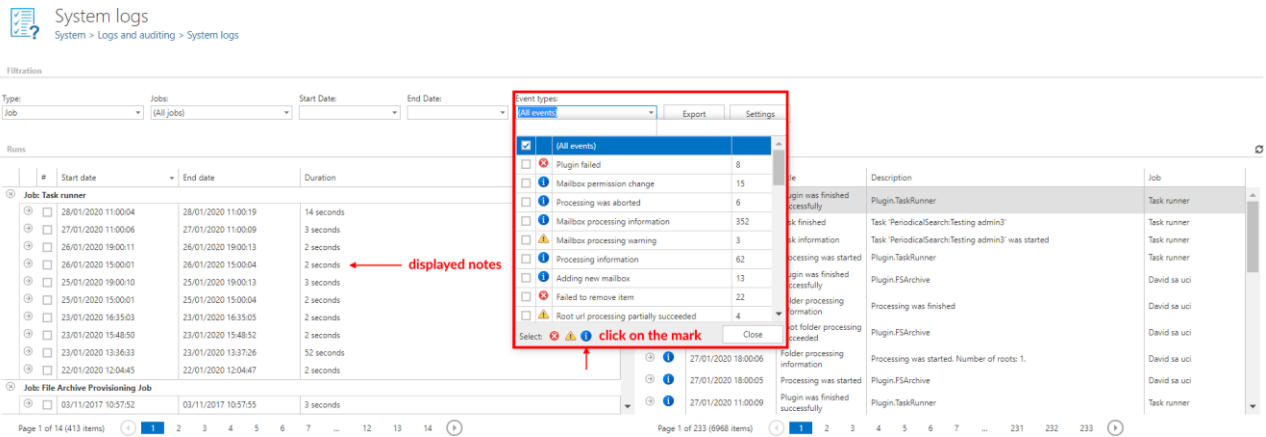 System logs
System > Logs and auditing > System logs
Filtration
Type: Jobs: Start Date: End Date: Event types:
Job (All jobs) (All events) Export Settings
(All events)
Plugin failed 8
Mailbox permission change 15
Processing was aborted 6
Mailbox processing information 352
Mailbox processing warning 3
Processing information 62
Adding new mailbox 13
Failed to remove item 22
Root url processing partially succeeded 4
Select: click on the mark Close
Runs
# Start date End date Duration
Job: Task runner
28/01/2020 11:00:04 28/01/2020 11:00:19 14 seconds
27/01/2020 11:00:06 27/01/2020 11:00:09 3 seconds
26/01/2020 19:00:11 26/01/2020 19:00:13 2 seconds
26/01/2020 15:00:01 26/01/2020 15:00:04 2 seconds displayed notes
25/01/2020 19:00:10 25/01/2020 19:00:13 3 seconds
25/01/2020 15:00:01 25/01/2020 15:00:04 2 seconds
23/01/2020 16:35:03 23/01/2020 16:35:05 2 seconds
23/01/2020 15:48:50 23/01/2020 15:48:52 2 seconds
23/01/2020 13:36:33 23/01/2020 13:37:26 52 seconds
22/01/2020 12:04:45 22/01/2020 12:04:47 2 seconds
Job: File Archive Provisioning Job
03/11/2017 10:57:52 03/11/2017 10:57:55 3 seconds
Page 1 of 14 (413 items) 1 2 3 4 5 6 7 ... 12 13 14
Description Job
successfully Plugin.TaskRunner Task runner
finished Task 'PeriodicalSearch:Testing admin3' Task runner
information Task 'PeriodicalSearch:Testing admin3' was started Task runner
was started Plugin.TaskRunner Task runner
was finished
Plugin.FSArchive David sa uci
processing
Processing was finished David sa uci
folder processing
Plugin.FSArchive David sa uci
27/01/2020 18:00:06 Folder processing information Processing was started. Number of roots: 1. David sa uci
27/01/2020 18:00:05 Processing was started Plugin.FSArchive David sa uci
27/01/2020 11:00:09 Plugin was finished successfully Plugin.TaskRunner Task runner
Page 1 of 233 (6968 items) 1 2 3 4 5 6 7 ... 231 232 233